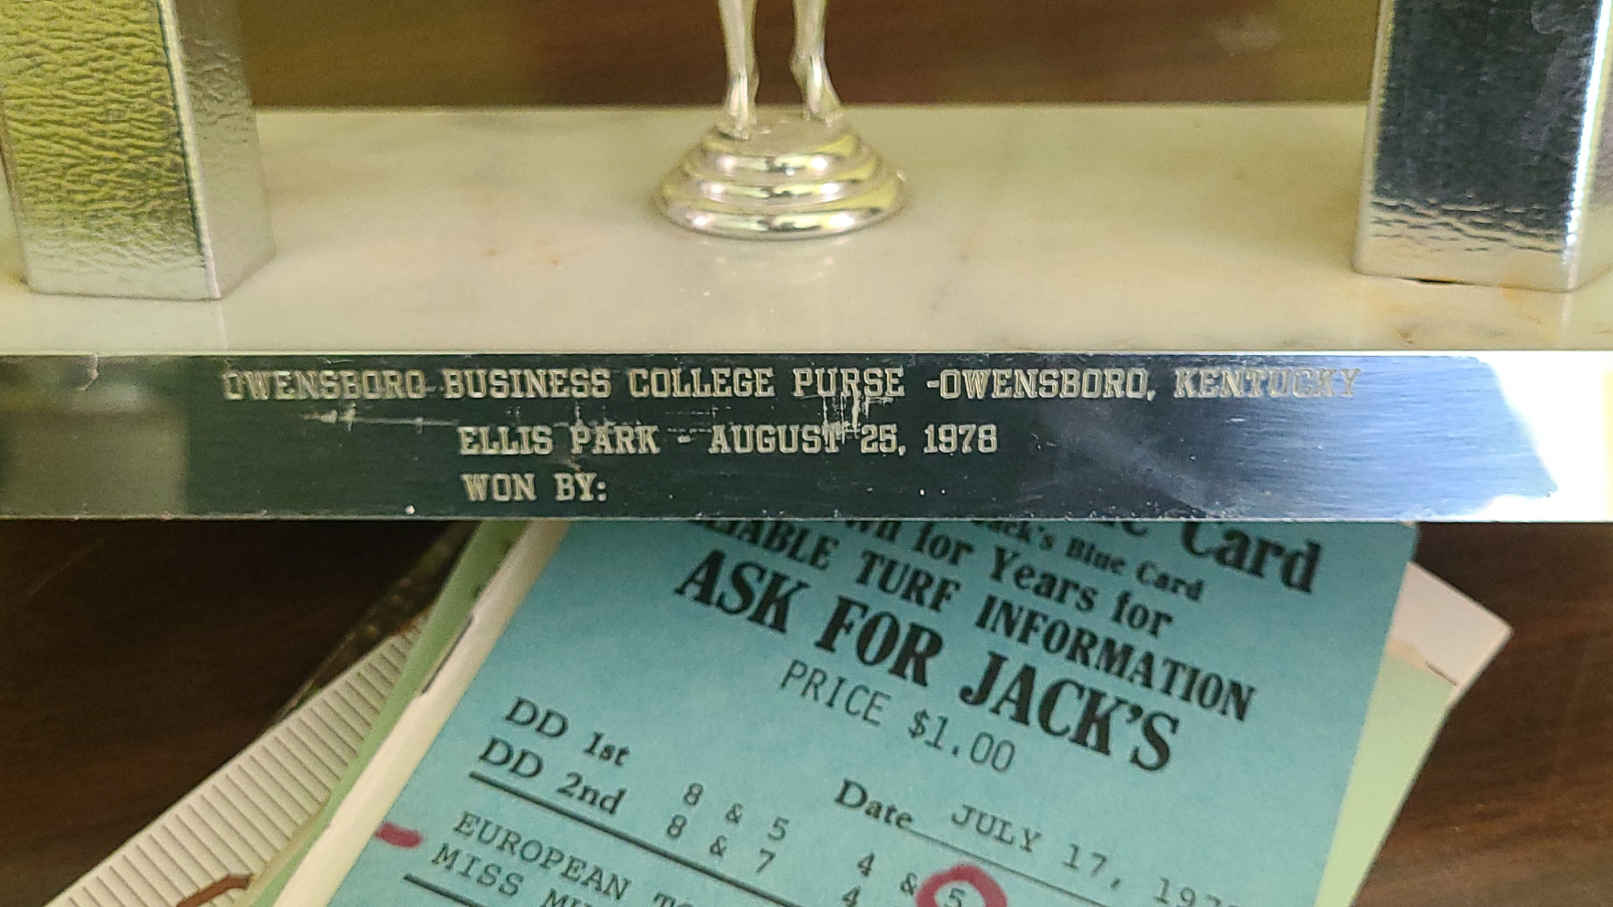 OWENSBORO BUSINESS COLLEGE PURSE -OWENSBORO, KENTUCKY
ELLIS PARK - AUGUST 25, 1978
WON BY:
Card
Jack's Blue Card
for Years for
TURF INFORMATION
ASK FOR JACK'S
PRICE $1.00
DD 1st 8 & 5 4 & 5
DD 2nd 8 & 7 4
Date JULY 17,
EUROPEAN
MISS